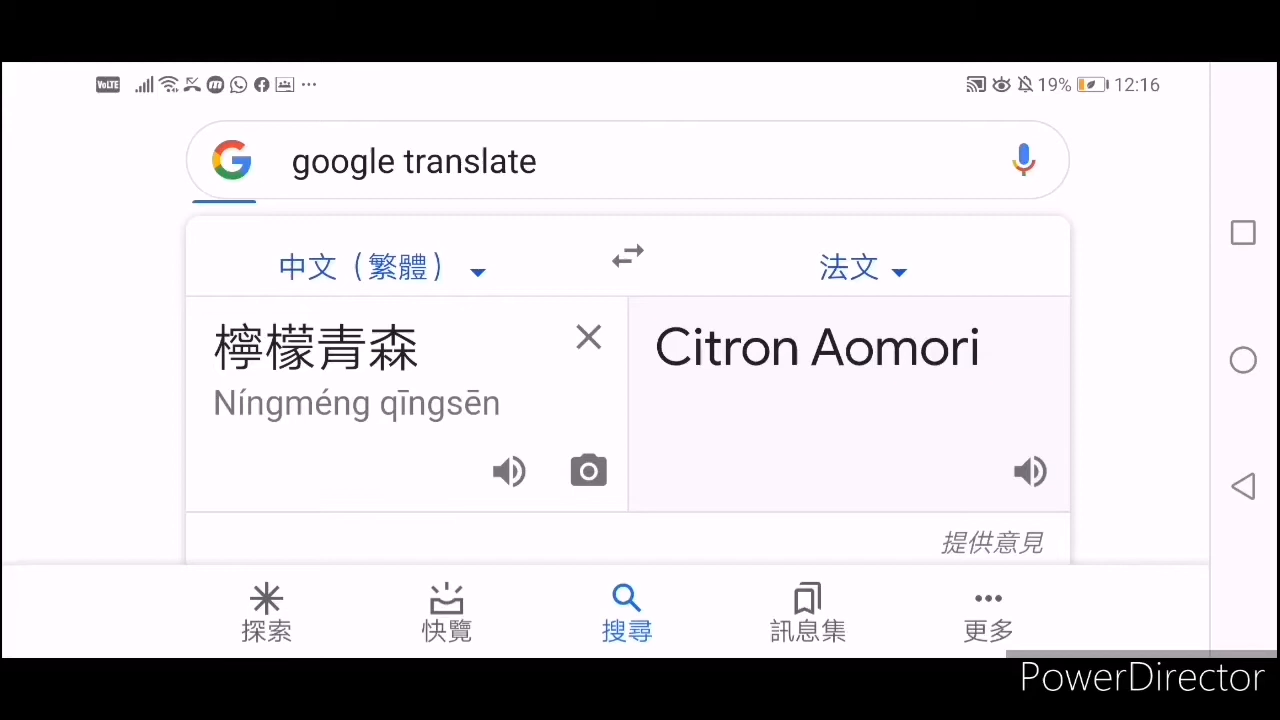 VoLTE
19% 12:16
google translate
中文（繁體）
法文
檸檬青森
Níngméng qīngsēn
Citron Aomori
提供意見
探索
快覽
搜尋
訊息集
更多
PowerDirector